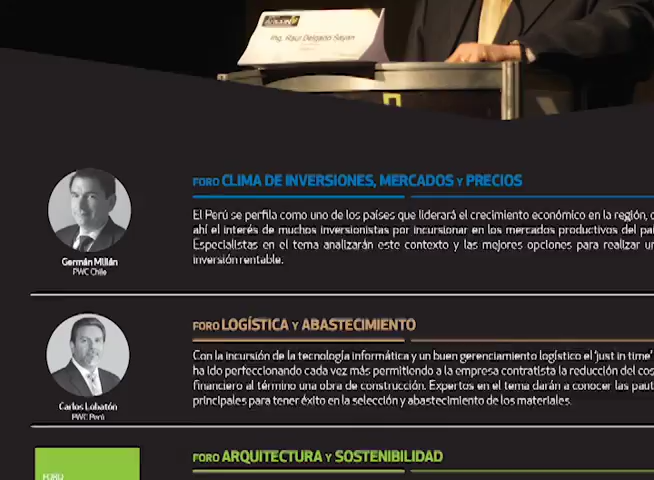 Ing. Raúl Delgado Sayán
FORO CLIMA DE INVERSIONES, MERCADOS Y PRECIOS
El Perú se perfila como uno de los países que liderará el crecimiento económico en la región,
ahí el interés de muchos inversionistas por incursionar en los mercados productivos del
Especialistas en el tema analizarán este contexto y las mejores opciones para realizar
inversión rentable.
Germán Millán
PWC Chile
FORO LOGÍSTICA Y ABASTECIMIENTO
Con la incursión de la tecnología informática y un buen gerenciamiento logístico el 'just in time'
ha ido perfeccionando cada vez más permitiendo a la empresa contratista la reducción del
financiero al término una obra de construcción. Expertos en el tema darán a conocer las
principales para tener éxito en la selección y abastecimiento de los materiales.
Carlos Lobatón
PWC Perú
FORO ARQUITECTURA Y SOSTENIBILIDAD
FORO